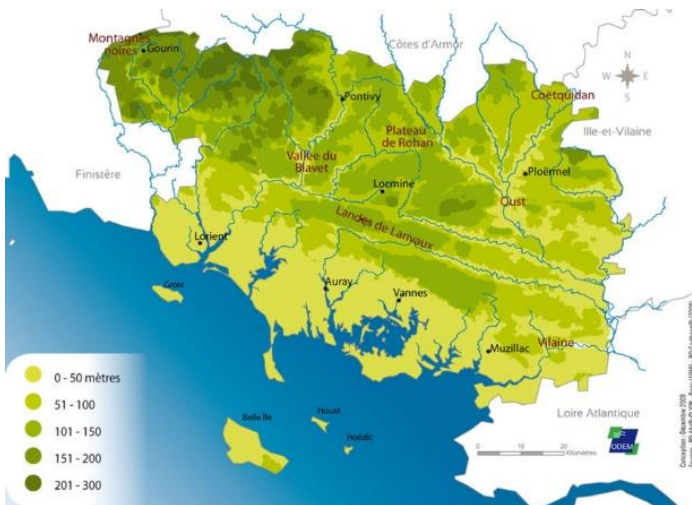 Montagnes
noires
Gourin
Côtes d'Armor
N
W E
S
Coëtquidan
Pontivy
Plateau
de Rohan
Ille-et-Vilaine
Vallée du
Blavet
Ploërmel
Finistère
Locminé
Oust
Landes de Lanvaux
Lorient
Groix
Auray
Vannes
Muzillac
Vilaine
0 - 50 mètres
51 - 100
101 - 150
151 - 200
201 - 300
Belle Ile
Houat
Hoëdic
Loire Atlantique
0 10 20
Kilomètres
ODEM
Conception : Décembre 2009